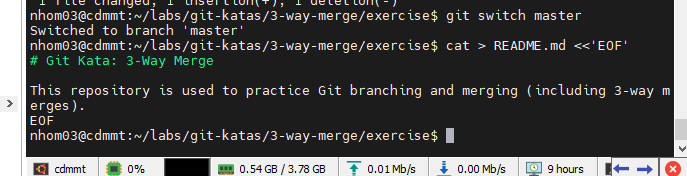 1 file changed, 1 insertion(+), 1 deletion(-)
nhom03@cdmmt:~/labs/git-katas/3-way-merge/exercise$ git switch master
Switched to branch 'master'
nhom03@cdmmt:~/labs/git-katas/3-way-merge/exercise$ cat > README.md <<'EOF'
# Git Kata: 3-Way Merge

This repository is used to practice Git branching and merging (including 3-way m
erges).
EOF
nhom03@cdmmt:~/labs/git-katas/3-way-merge/exercise$
cdmmt 0% 0.54 GB / 3.78 GB 0.01 Mb/s 0.00 Mb/s 9 hours